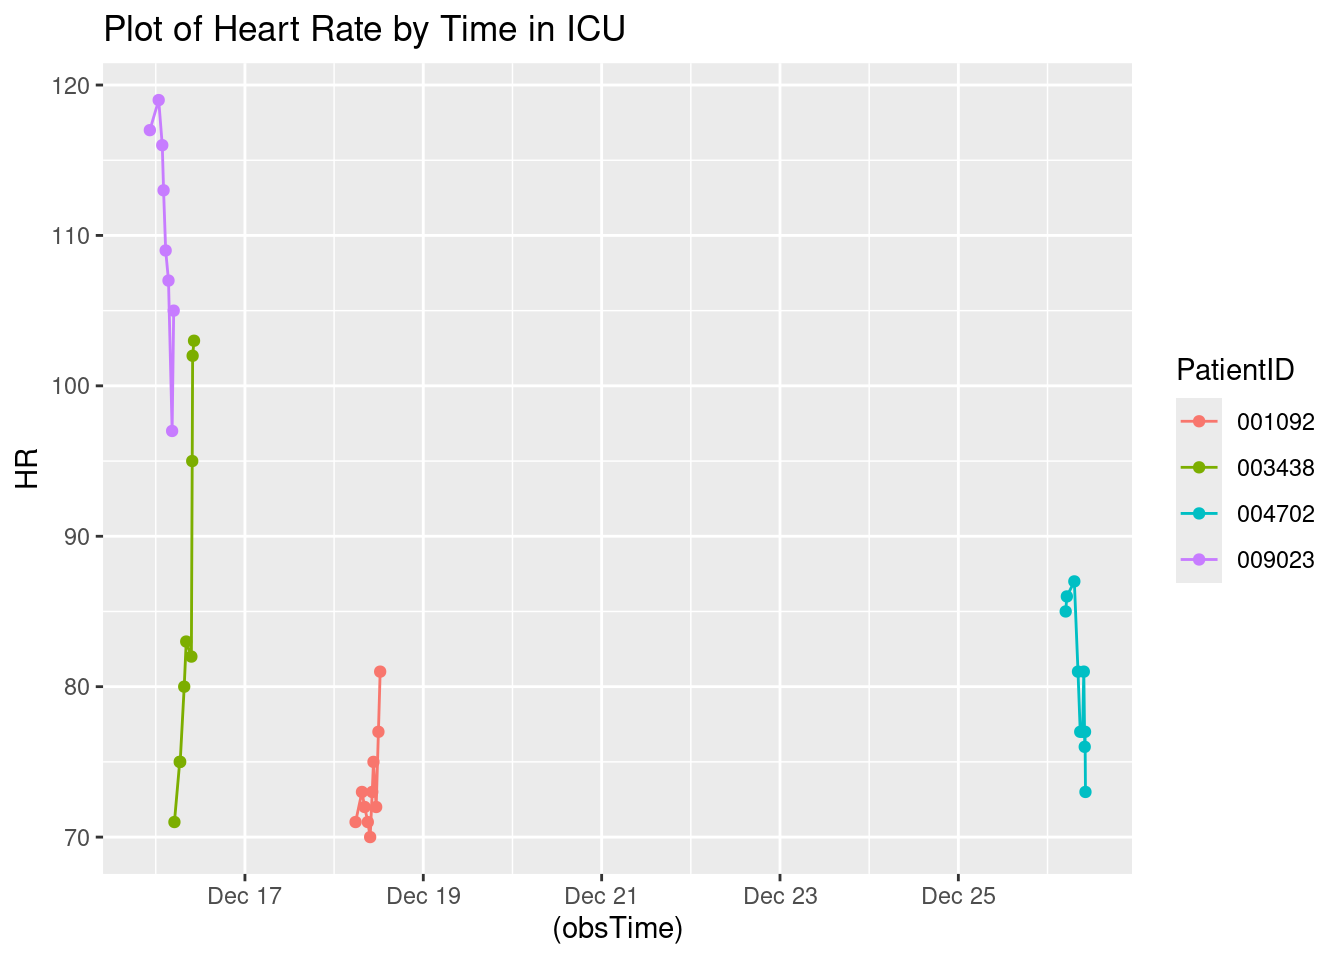 Plot of Heart Rate by Time in ICU
120
110
100
90
80
70
HR
Dec 17
Dec 19
Dec 21
Dec 23
Dec 25
(obsTime)
PatientID
001092
003438
004702
009023